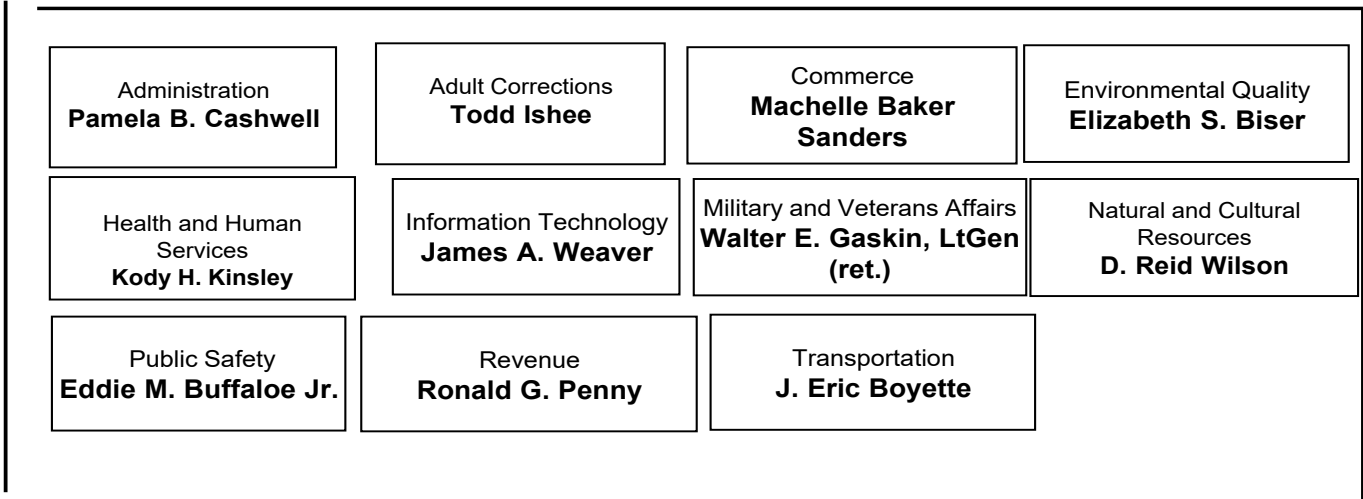 Administration
Pamela B. Cashwell
Adult Corrections
Todd Ishee
Commerce
Machelle Baker
Sanders
Environmental Quality
Elizabeth S. Biser
Health and Human
Services
Kody H. Kinsley
Information Technology
James A. Weaver
Military and Veterans Affairs
Walter E. Gaskin, LtGen
(ret.)
Natural and Cultural
Resources
D. Reid Wilson
Public Safety
Eddie M. Buffaloe Jr.
Revenue
Ronald G. Penny
Transportation
J. Eric Boyette